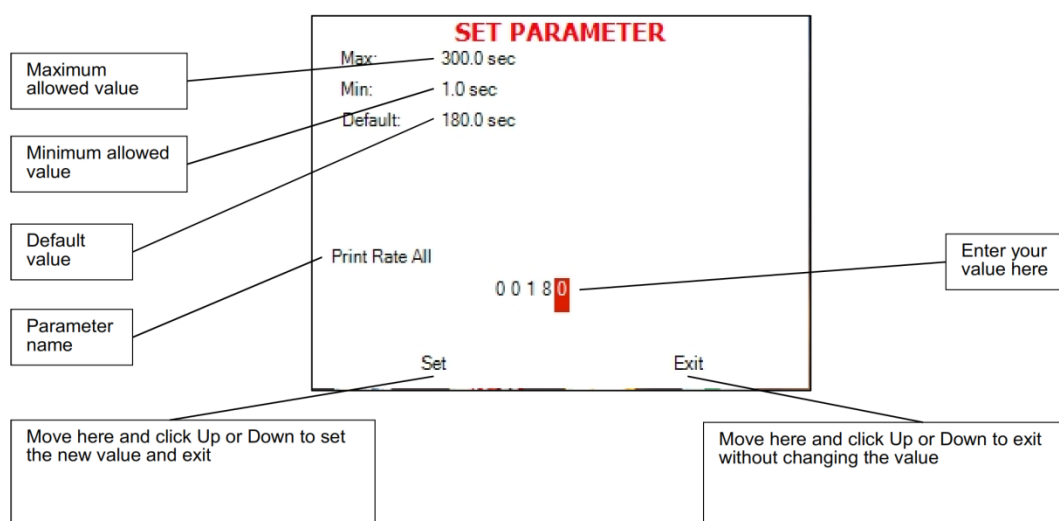 SET PARAMETER
Max: 300.0 sec
Min: 1.0 sec
Default: 180.0 sec
Print Rate All
0 0 1 8 0
Set Exit
Maximum
allowed value
Minimum allowed
value
Default
value
Parameter
name
Enter your
value here
Move here and click Up or Down to set
the new value and exit
Move here and click Up or Down to exit
without changing the value